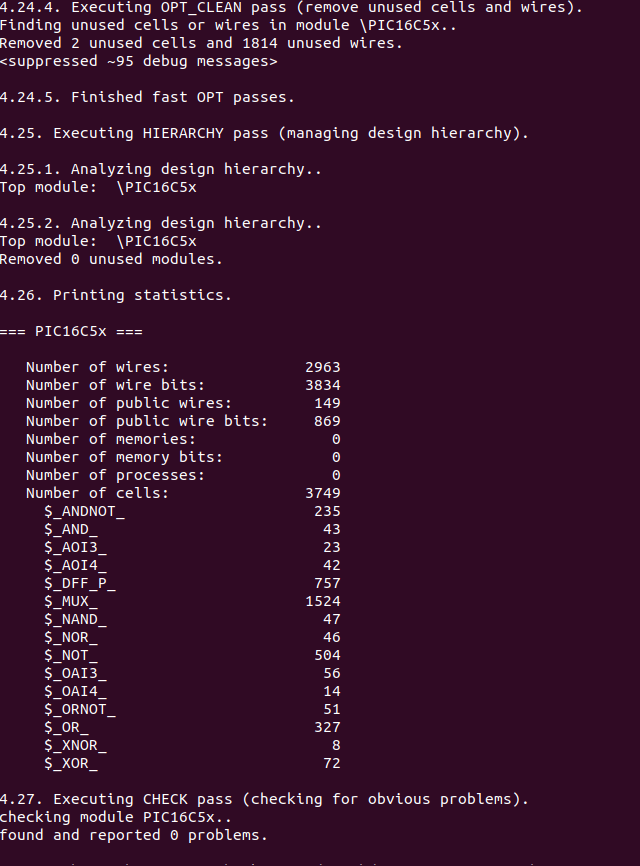 4.24.4. Executing OPT_CLEAN pass (remove unused cells and wires).
Finding unused cells or wires in module \PIC16C5x..
Removed 2 unused cells and 1814 unused wires.
<suppressed ~95 debug messages>
4.24.5. Finished fast OPT passes.
4.25. Executing HIERARCHY pass (managing design hierarchy).
4.25.1. Analyzing design hierarchy..
Top module:  \PIC16C5x
4.25.2. Analyzing design hierarchy..
Top module:  \PIC16C5x
Removed 0 unused modules.
4.26. Printing statistics.
=== PIC16C5x ===
Number of wires: 2963
Number of wire bits: 3834
Number of public wires: 149
Number of public wire bits: 869
Number of memories: 0
Number of memory bits: 0
Number of processes: 0
Number of cells: 3749
$_ANDNOT_ 235
$_AND_ 43
$_AOI3_ 23
$_AOI4_ 42
$_DFF_P_ 757
$_MUX_ 1524
$_NAND_ 47
$_NOR_ 46
$_NOT_ 504
$_OAI3_ 56
$_OAI4_ 14
$_ORNOT_ 51
$_OR_ 327
$_XNOR_ 8
$_XOR_ 72
4.27. Executing CHECK pass (checking for obvious problems).
checking module PIC16C5x..
found and reported 0 problems.